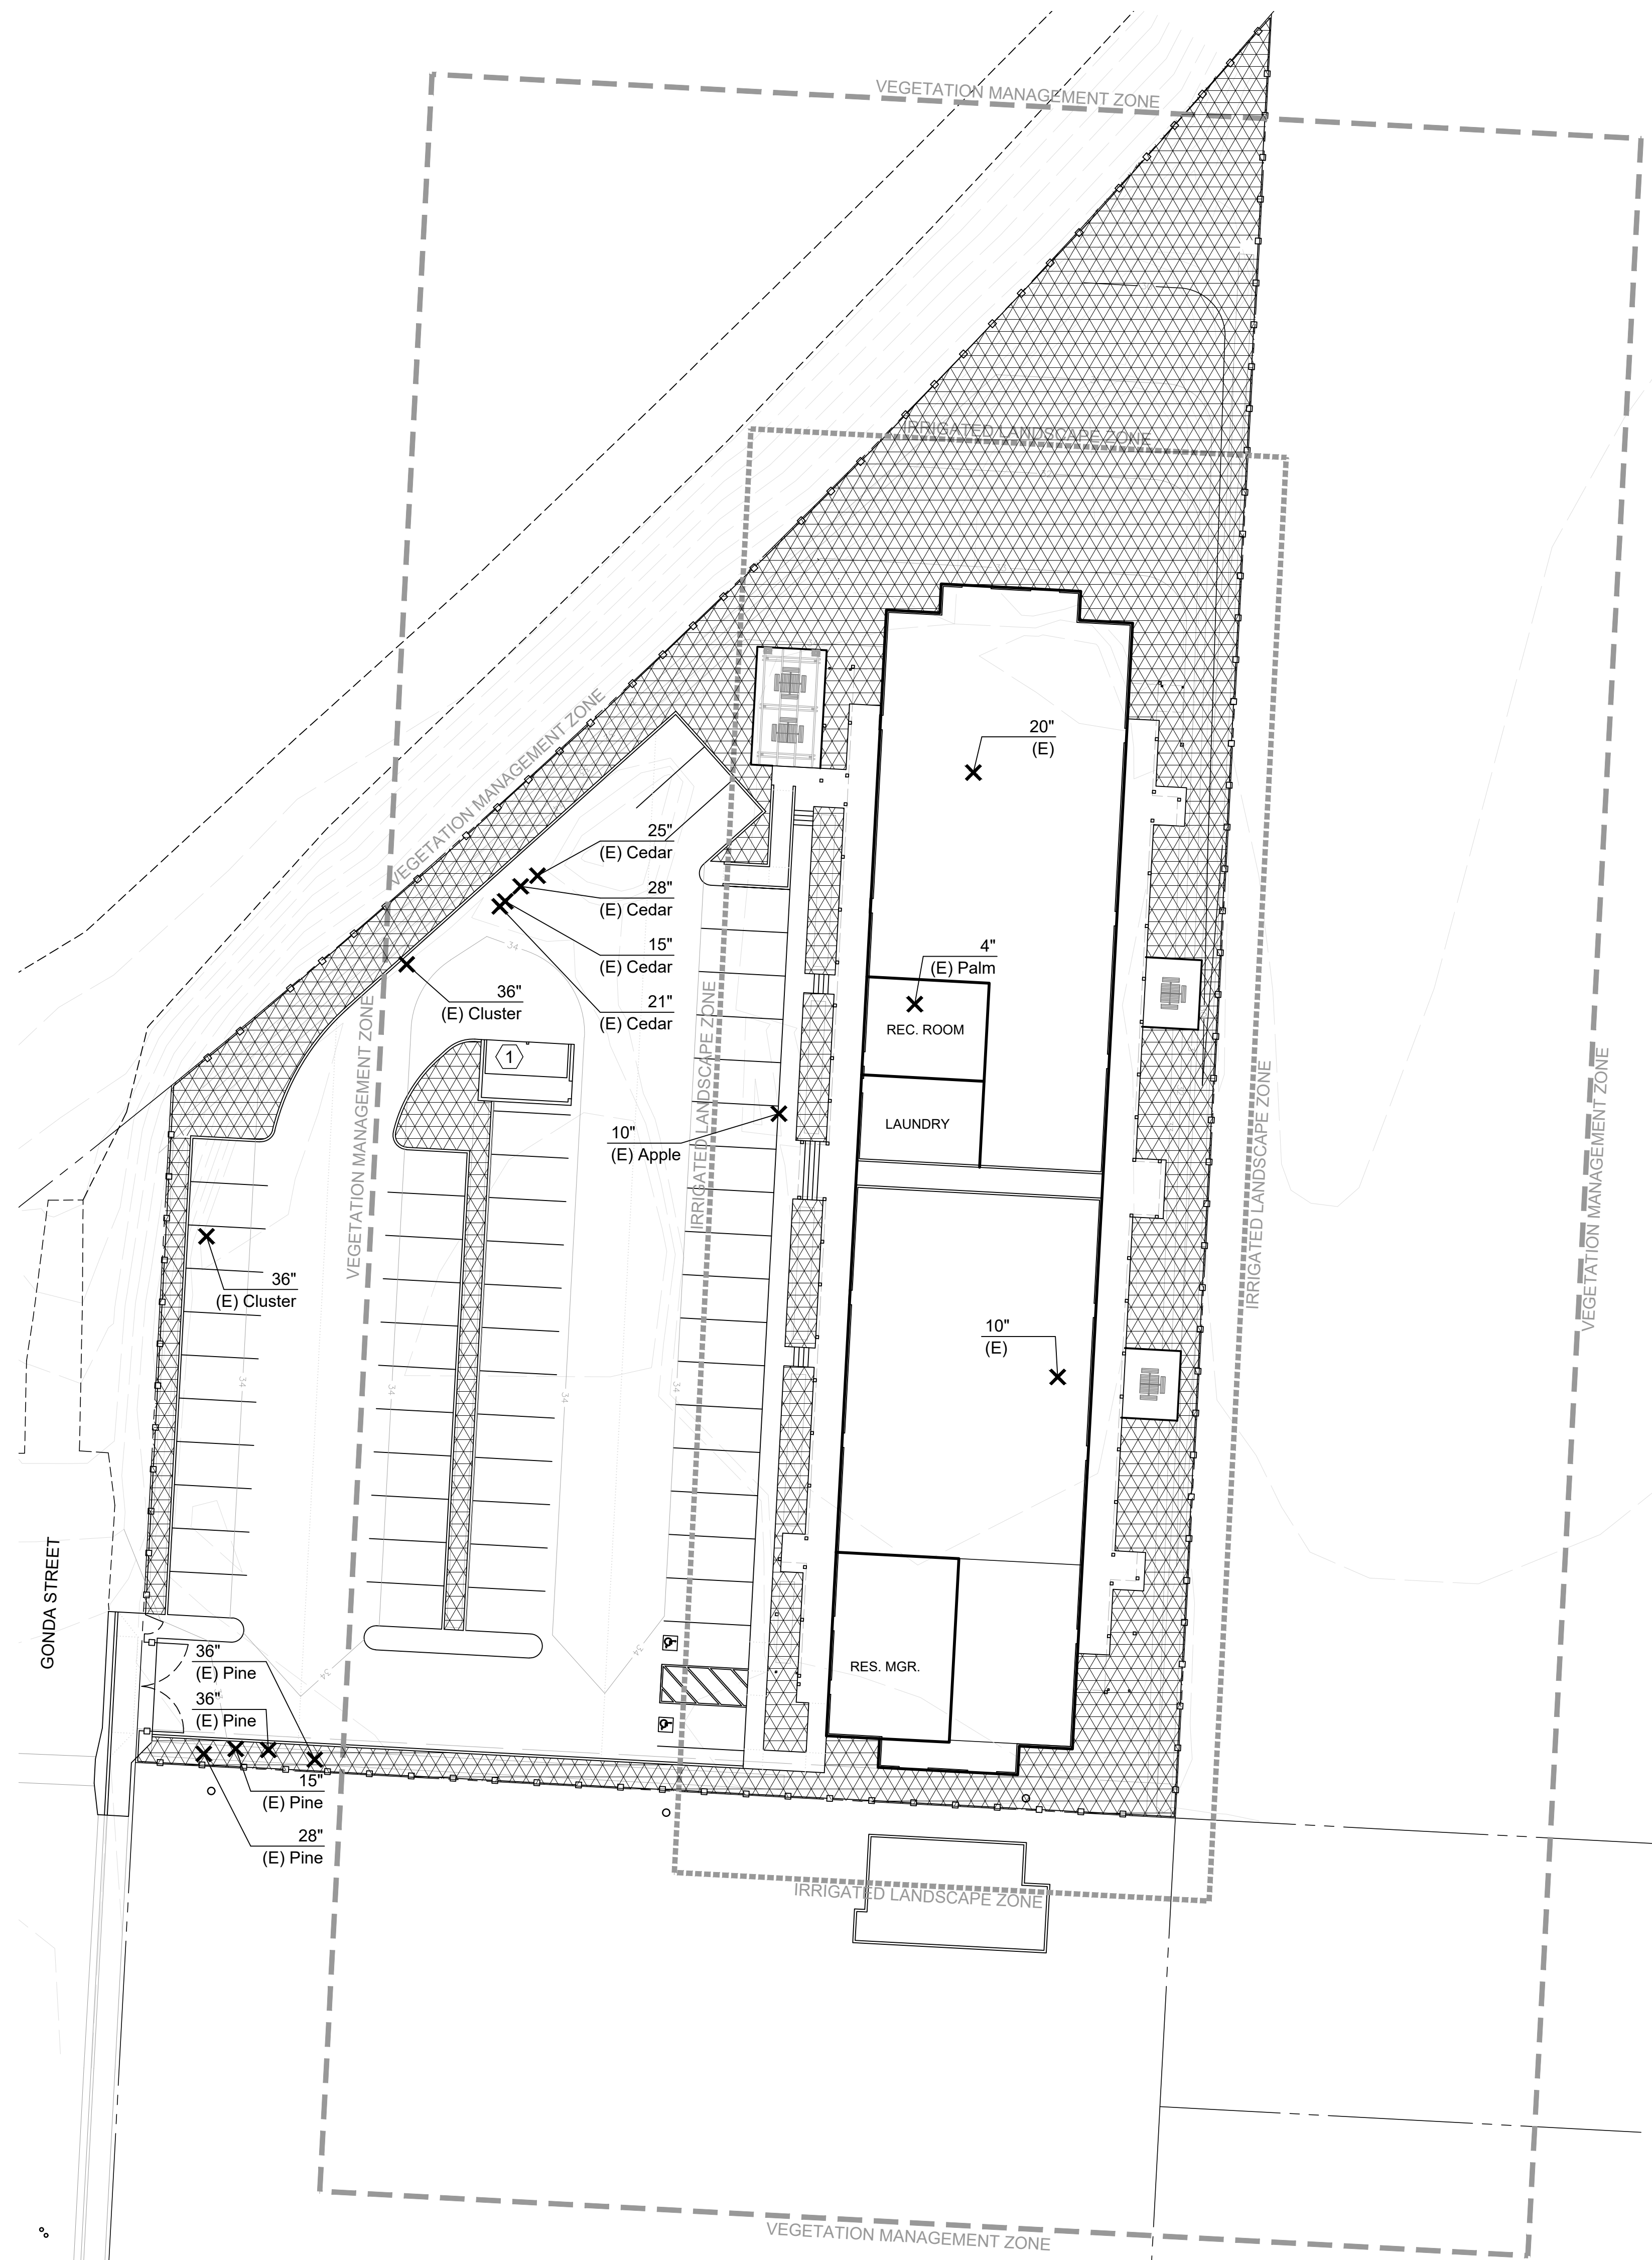 VEGETATION MANAGEMENT ZONE
IRRIGATED LANDSCAPE ZONE
VEGETATION MANAGEMENT ZONE
20"
(E)
25"
(E) Cedar
28"
(E) Cedar
15"
(E) Cedar
21"
(E) Cedar
34
36"
(E) Cluster
4"
(E) Palm
REC. ROOM
1
LAUNDRY
10"
(E) Apple
IRRIGATED LANDSCAPE ZONE
VEGETATION MANAGEMENT ZONE
IRRIGATED LANDSCAPE ZONE
VEGETATION MANAGEMENT ZONE
36"
(E) Cluster
10"
(E)
34
34
34
34
GONDA STREET
34
34
36"
(E) Pine
36"
(E) Pine
RES. MGR.
15"
(E) Pine
28"
(E) Pine
IRRIGATED LANDSCAPE ZONE
VEGETATION MANAGEMENT ZONE